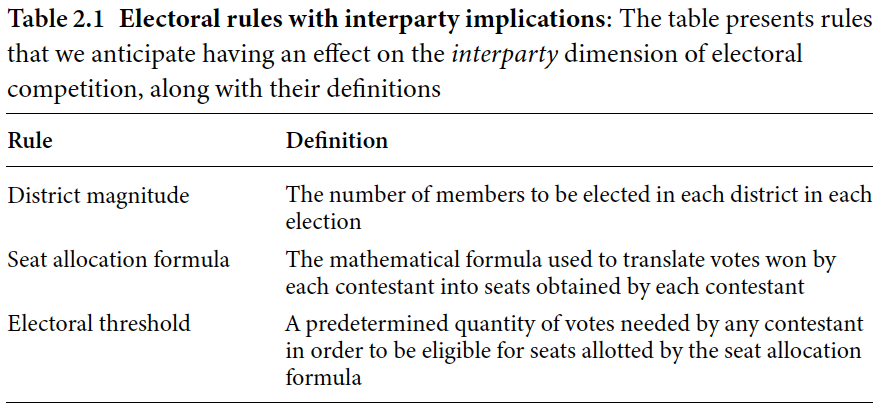 Table 2.1 Electoral rules with interparty implications: The table presents rules
that we anticipate having an effect on the interparty dimension of electoral
competition, along with their definitions
Rule Definition
District magnitude The number of members to be elected in each district in each
election
Seat allocation formula The mathematical formula used to translate votes won by
each contestant into seats obtained by each contestant
Electoral threshold A predetermined quantity of votes needed by any contestant
in order to be eligible for seats allotted by the seat allocation
formula